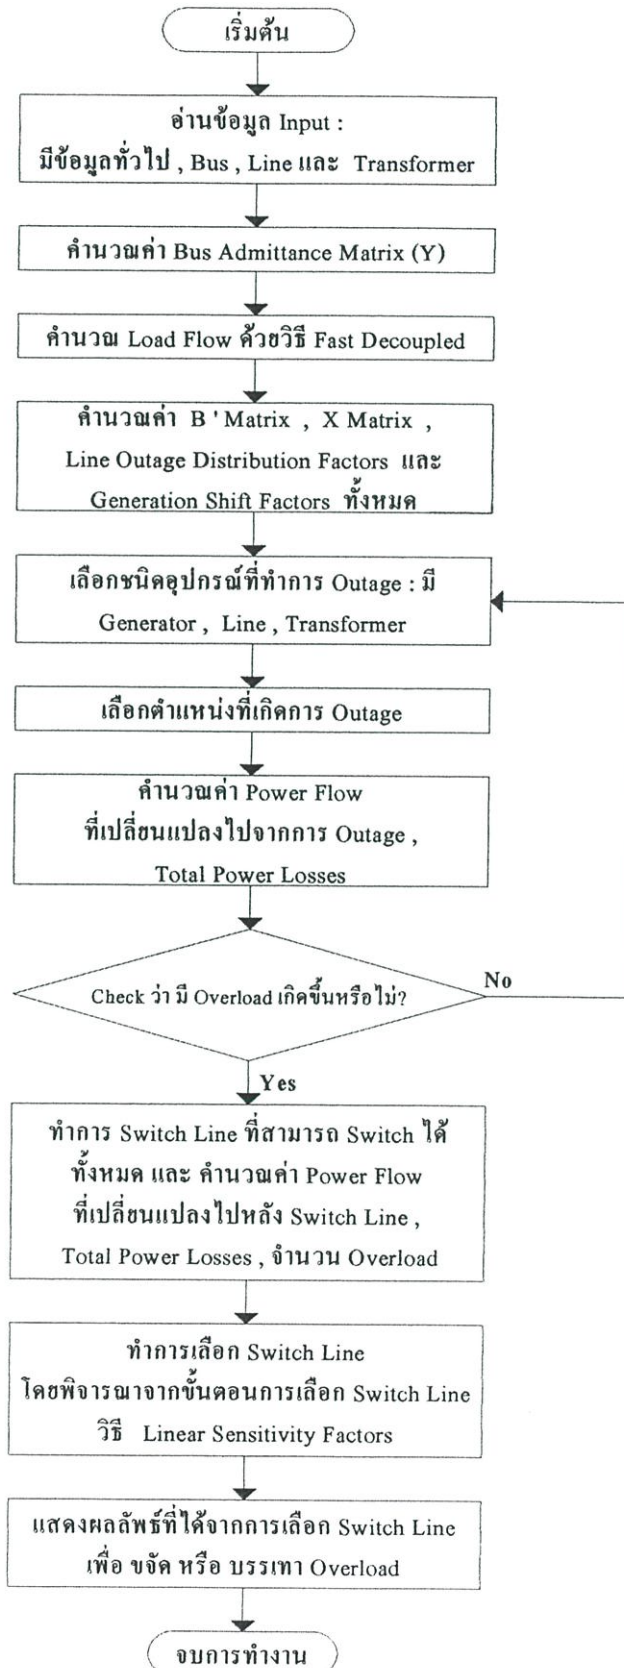 เริ่มต้น
อ่านข้อมูล Input :
มีข้อมูลทั่วไป , Bus , Line และ Transformer
คำนวณค่า Bus Admittance Matrix (Y)
คำนวณ Load Flow ด้วยวิธี Fast Decoupled
คำนวณค่า B ' Matrix , X Matrix ,
Line Outage Distribution Factors และ
Generation Shift Factors ทั้งหมด
เลือกชนิดอุปกรณ์ที่ทำการ Outage : มี
Generator , Line , Transformer
เลือกตำแหน่งที่เกิดการ Outage
คำนวณค่า Power Flow
ที่เปลี่ยนแปลงไปจากการ Outage ,
Total Power Losses
Check ว่า มี Overload เกิดขึ้นหรือไม่?
No
Yes
ทำการ Switch Line ที่สามารถ Switch ได้
ทั้งหมด และ คำนวณค่า Power Flow
ที่เปลี่ยนแปลงไปหลัง Switch Line ,
Total Power Losses , จำนวน Overload
ทำการเลือก Switch Line
โดยพิจารณาจากขั้นตอนการเลือก Switch Line
วิธี Linear Sensitivity Factors
แสดงผลลัพธ์ที่ได้จากการเลือก Switch Line
เพื่อ ขจัด หรือ บรรเทา Overload
จบการทำงาน